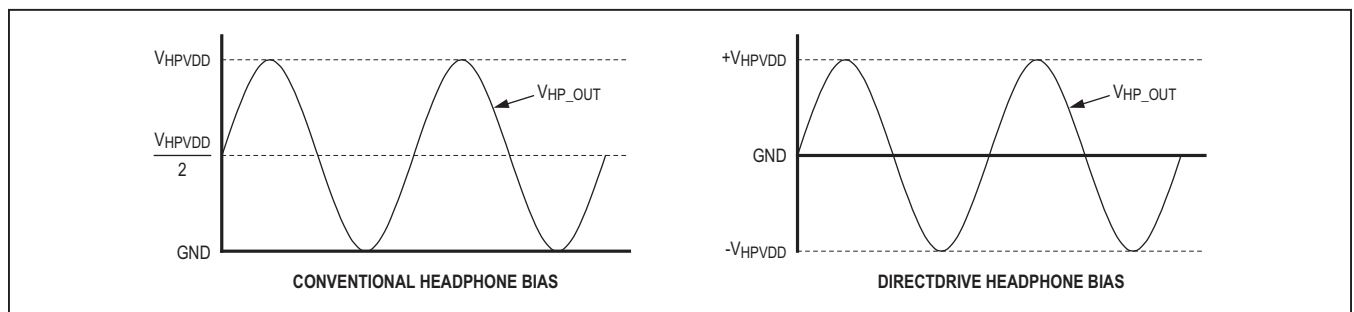 VHPVDD
VHP_OUT
VHPVDD
2
GND
CONVENTIONAL HEADPHONE BIAS
+VHPVDD
VHP_OUT
GND
-VHPVDD
DIRECTDRIVE HEADPHONE BIAS